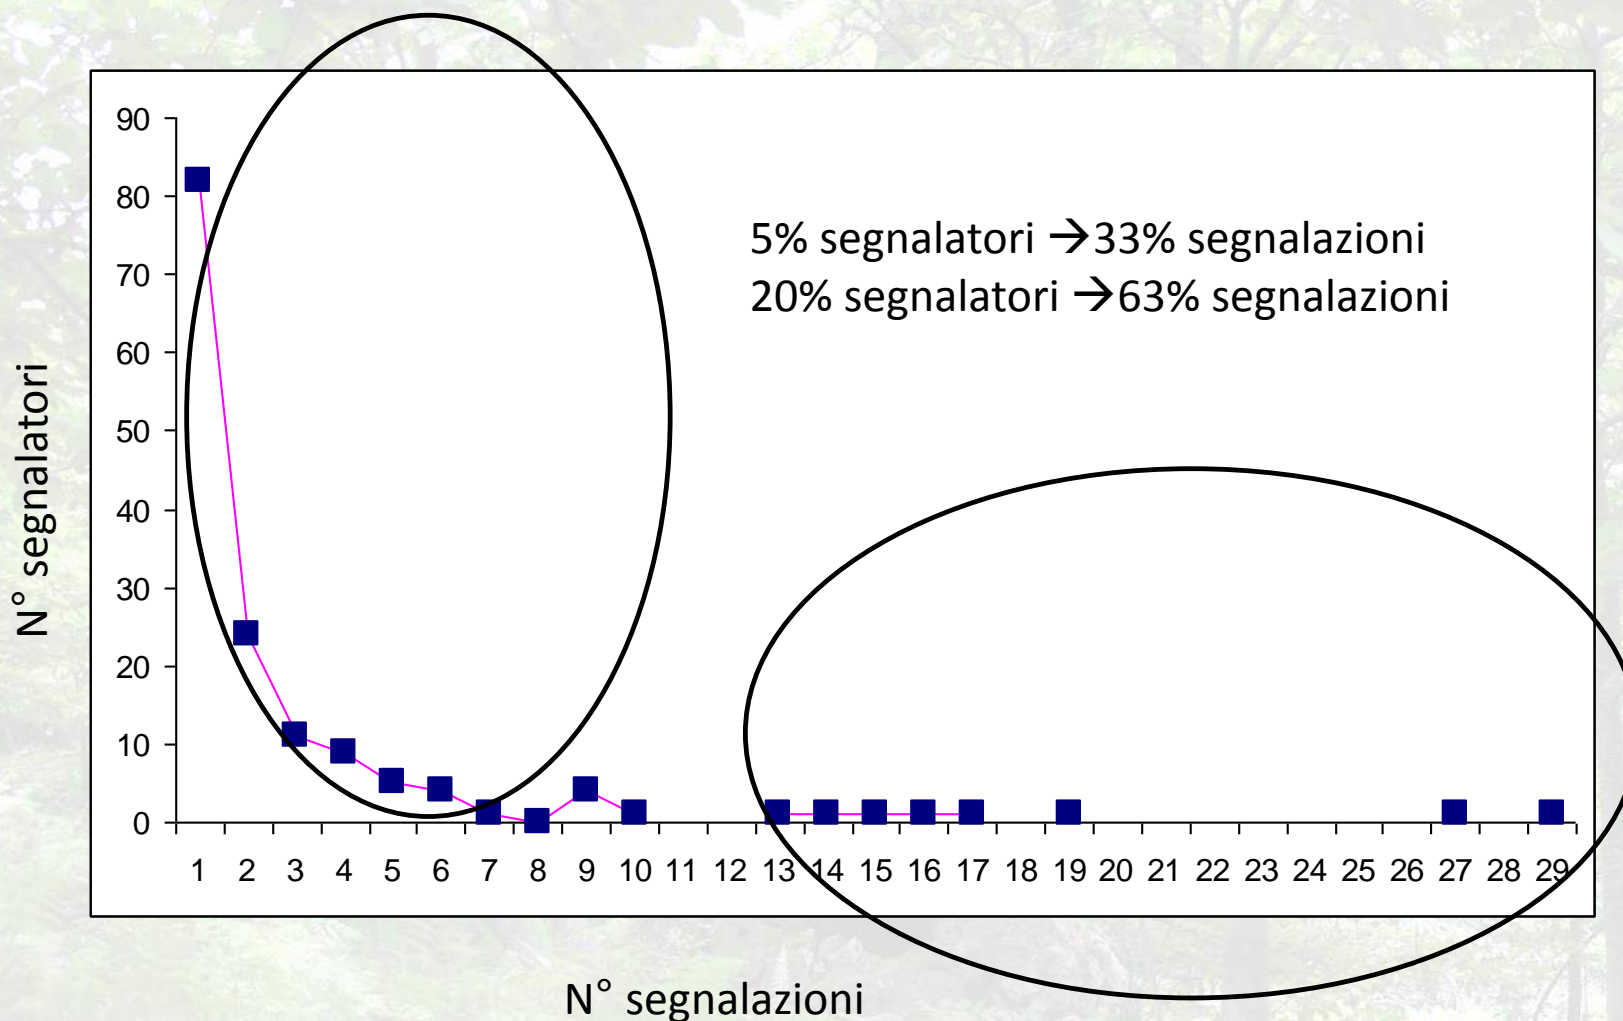 90
80
70
60
50
40
30
20
10
0
N° segnalatori
5% segnalatori →33% segnalazioni
20% segnalatori →63% segnalazioni
1 2 3 4 5 6 7 8 9 10 11 12 13 14 15 16 17 18 19 20 21 22 23 24 25 26 27 28 29
N° segnalazioni